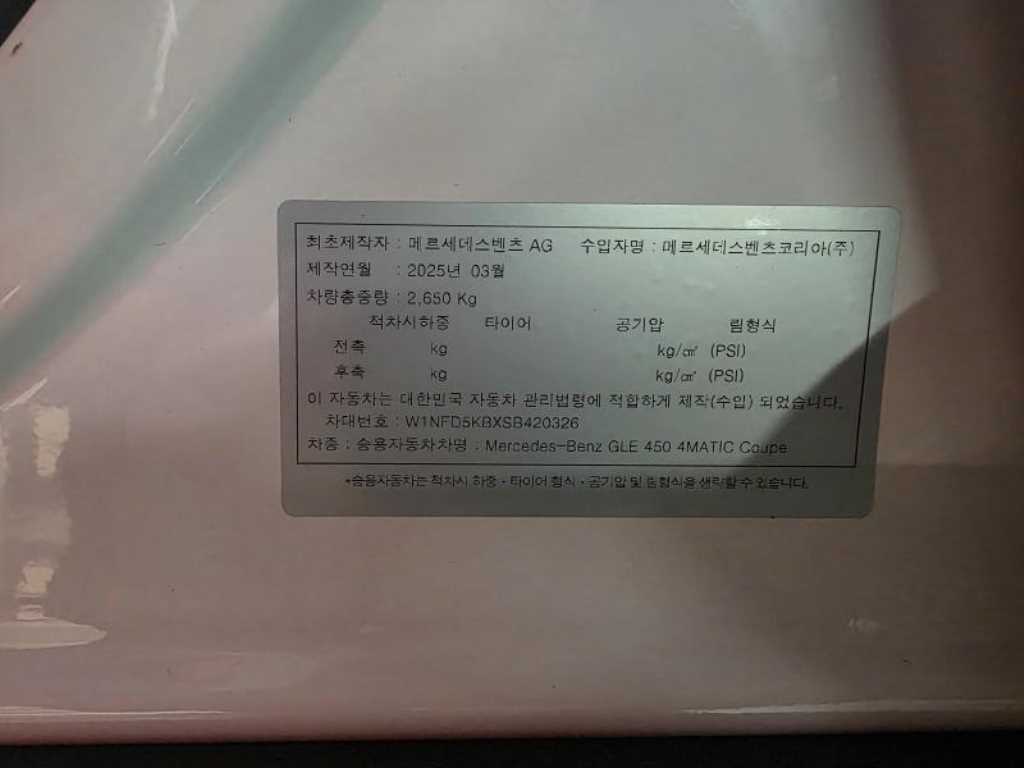 최초제작자 : 메르세데스벤츠 AG 수입자명 : 메르세데스벤츠코리아(주)
제작연월 : 2025년 03월
차량총중량 : 2,650 Kg
적차시하중 타이어 공기압 림형식
전축 kg kg/㎠ (PSI)
후축 kg kg/㎠ (PSI)
이 자동차는 대한민국 자동차 관리법령에 적합하게 제작(수입) 되었습니다.
차대번호 : W1NFD5KBXSB420326
차종 : 승용자동차차명 : Mercedes-Benz GLE 450 4MATIC Coupe
*승용자동차는 적차시 하중·타이어 형식·공기압 및 림형식을 생략할 수 있습니다.